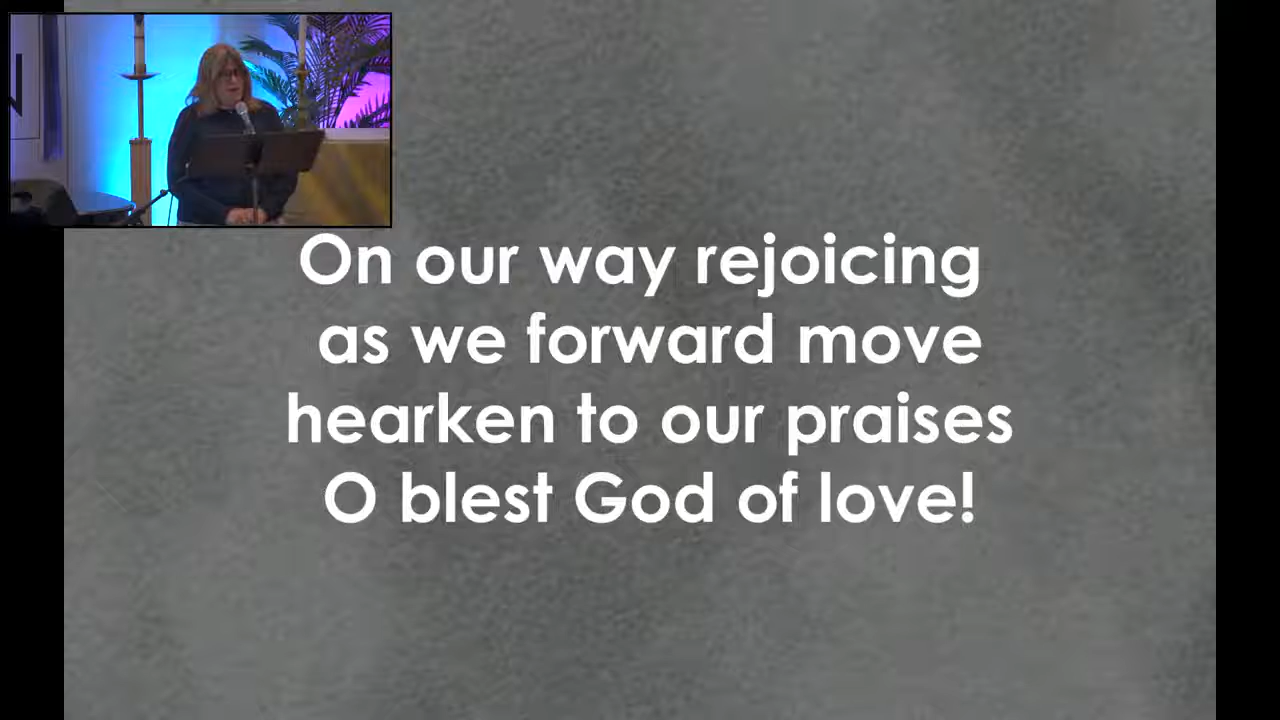 On our way rejoicing
as we forward move
hearken to our praises
O blest God of love!